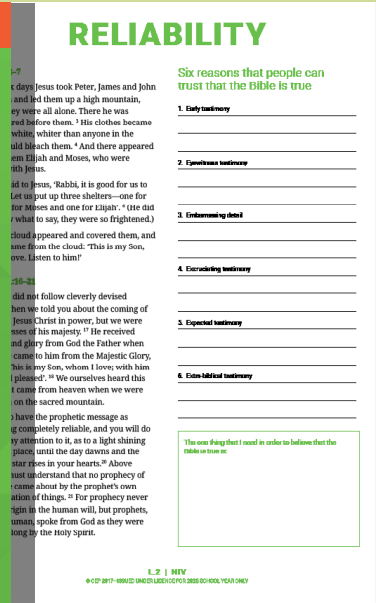 RELIABILITY
–7
days Jesus took Peter, James and John
and led them up a high mountain,
ey were all alone. There he was
red before them. ³ His clothes became
white, whiter than anyone in the
uld bleach them. ⁴ And there appeared
em Elijah and Moses, who were
ith Jesus.
id to Jesus, ‘Rabbi, it is good for us to
Let us put up three shelters—one for
for Moses and one for Elijah’. ⁶ (He did
what to say, they were so frightened.)
cloud appeared and covered them, and
ame from the cloud: ‘This is my Son,
ove. Listen to him!’
:16–21
did not follow cleverly devised
hen we told you about the coming of
Jesus Christ in power, but we were
sses of his majesty. ¹⁷ He received
nd glory from God the Father when
came to him from the Majestic Glory,
This is my Son, whom I love; with him
pleased’. ¹⁸ We ourselves heard this
t came from heaven when we were
on the sacred mountain.
have the prophetic message as
g completely reliable, and you will do
y attention to it, as to a light shining
place, until the day dawns and the
star rises in your hearts.²⁰ Above
ust understand that no prophecy of
came about by the prophet’s own
ation of things. ²¹ For prophecy never
igin in the human will, but prophets,
uman, spoke from God as they were
long by the Holy Spirit.
Six reasons that people can
trust that the Bible is true
1. Early testimony
2. Eyewitness testimony
3. Embarrassing detail
4. Excruciating testimony
5. Expected testimony
6. Extra-biblical testimony
The one thing that I need in order to believe that the
Bible is true is:
L.2 | NIV
© CEP 2017–ISSUED UNDER LICENCE FOR 2025 SCHOOL YEAR ONLY